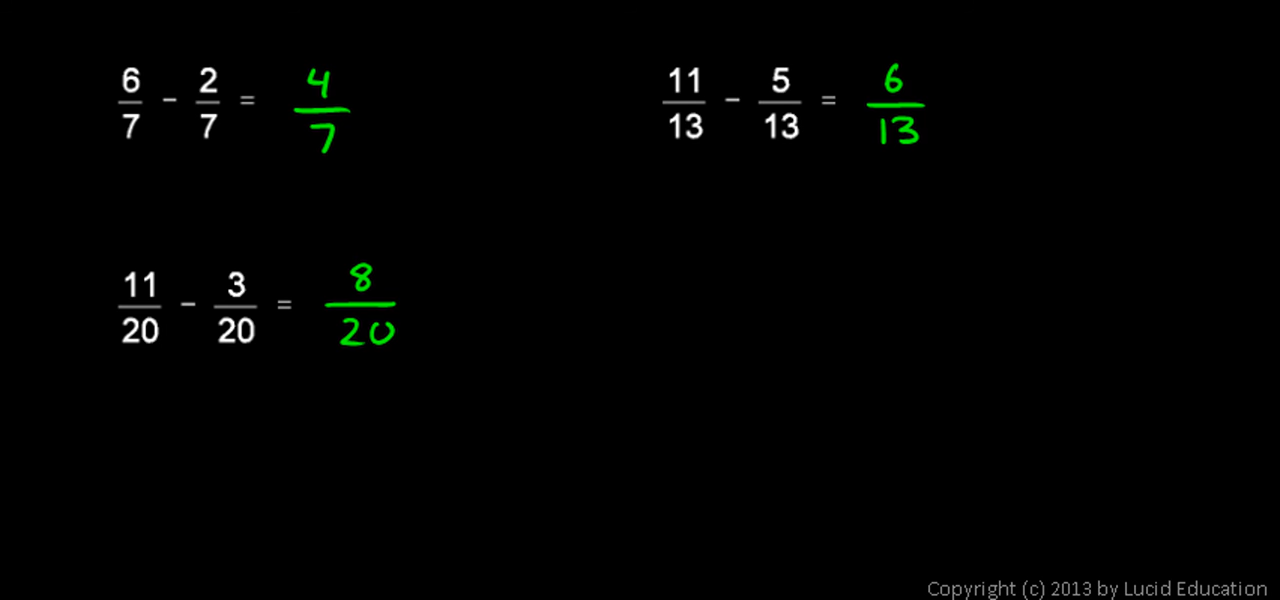 6/7 - 2/7 = 4/7
11/13 - 5/13 = 6/13
11/20 - 3/20 = 8/20
Copyright (c) 2013 by Lucid Education